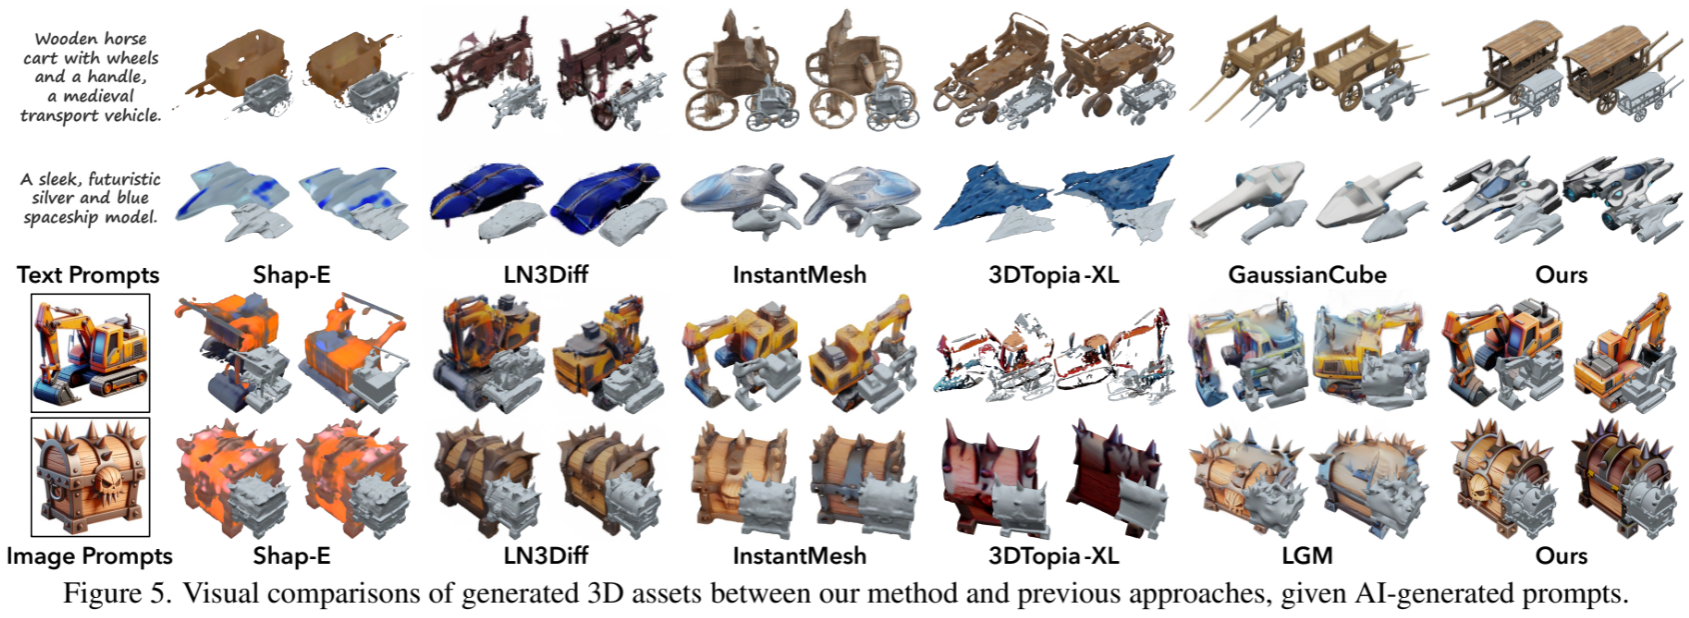 Wooden horse
cart with wheels
and a handle,
a medieval
transport vehicle.
A sleek, futuristic
silver and blue
spaceship model.
Text Prompts Shap-E LN3Diff InstantMesh 3DTopia-XL GaussianCube Ours
Image Prompts Shap-E LN3Diff InstantMesh 3DTopia-XL LGM Ours
Figure 5. Visual comparisons of generated 3D assets between our method and previous approaches, given AI-generated prompts.